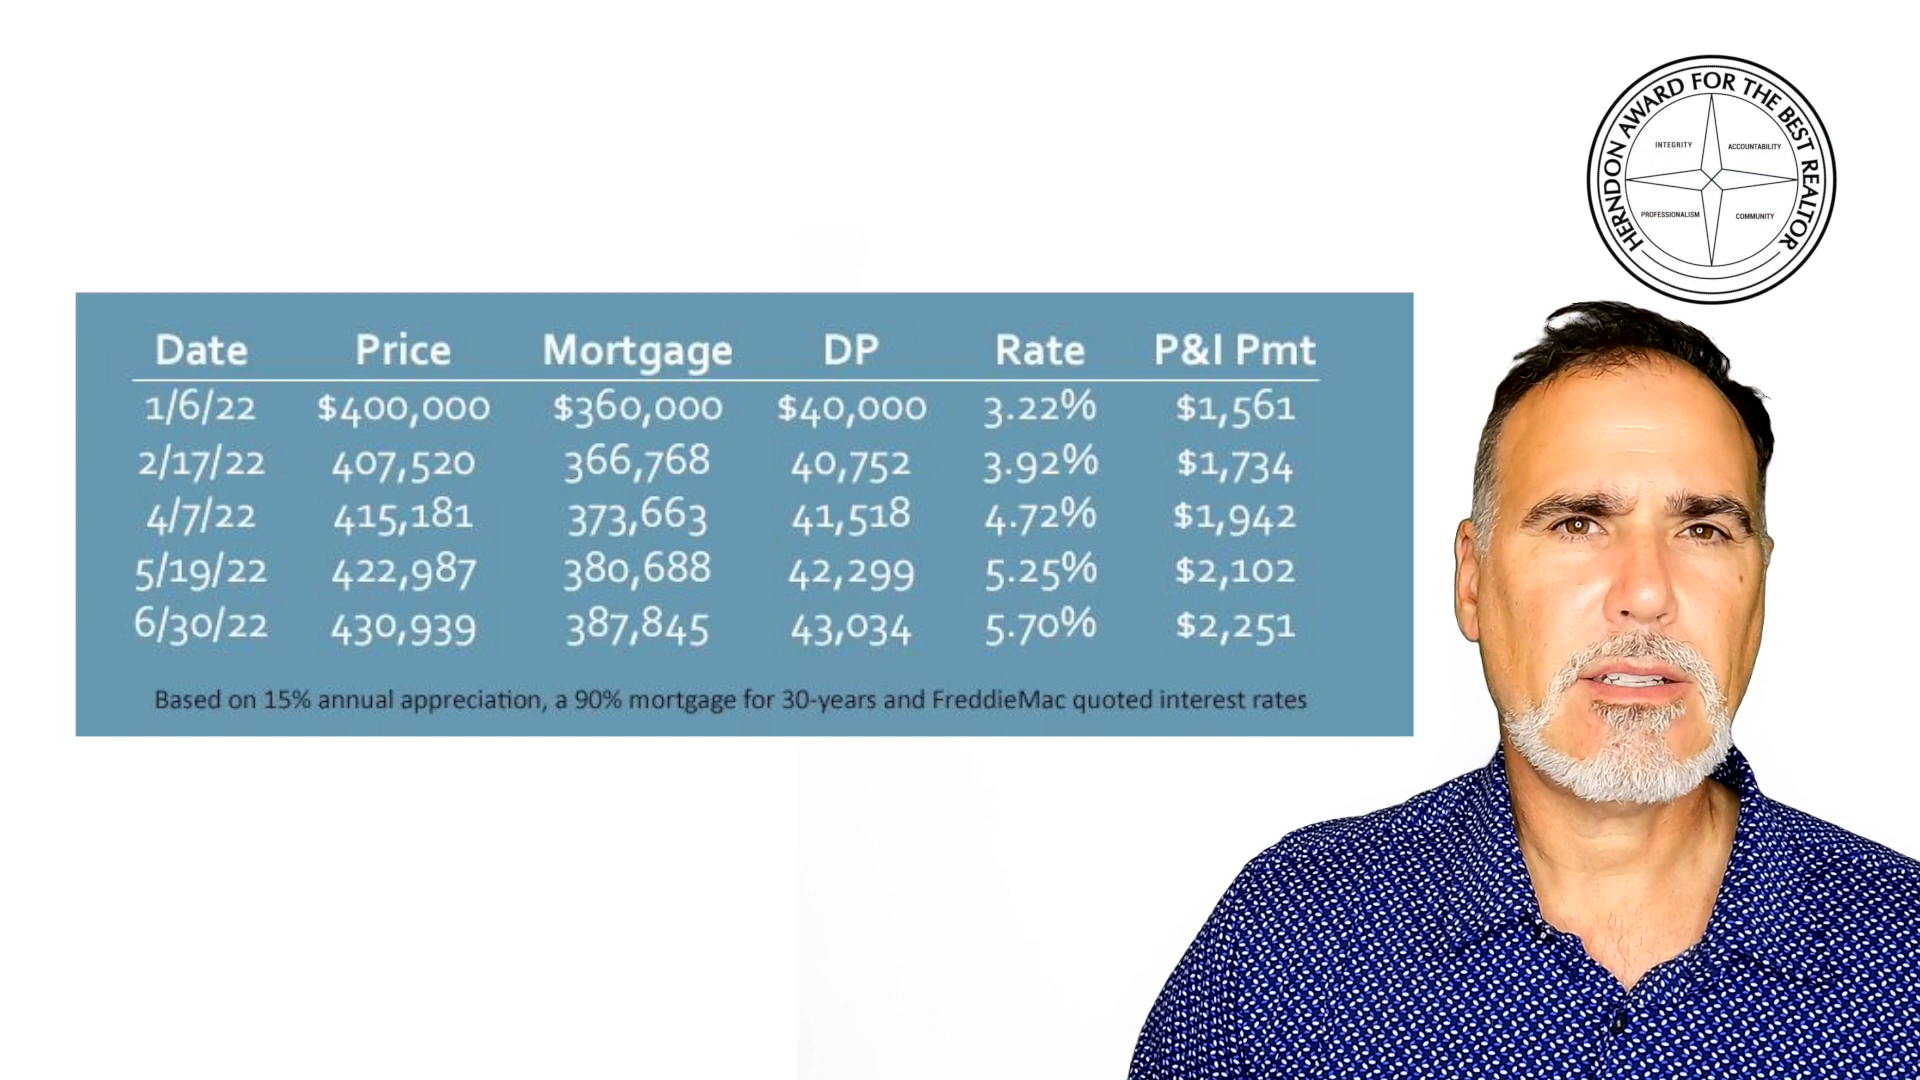 HERNDON AWARD FOR THE BEST REALTOR
INTEGRITY ACCOUNTABILITY
PROFESSIONALISM COMMUNITY
Date Price Mortgage DP Rate P&I Pmt
1/6/22 $400,000 $360,000 $40,000 3.22% $1,561
2/17/22 407,520 366,768 40,752 3.92% $1,734
4/7/22 415,181 373,663 41,518 4.72% $1,942
5/19/22 422,987 380,688 42,299 5.25% $2,102
6/30/22 430,939 387,845 43,034 5.70% $2,251
Based on 15% annual appreciation, a 90% mortgage for 30-years and FreddieMac quoted interest rates